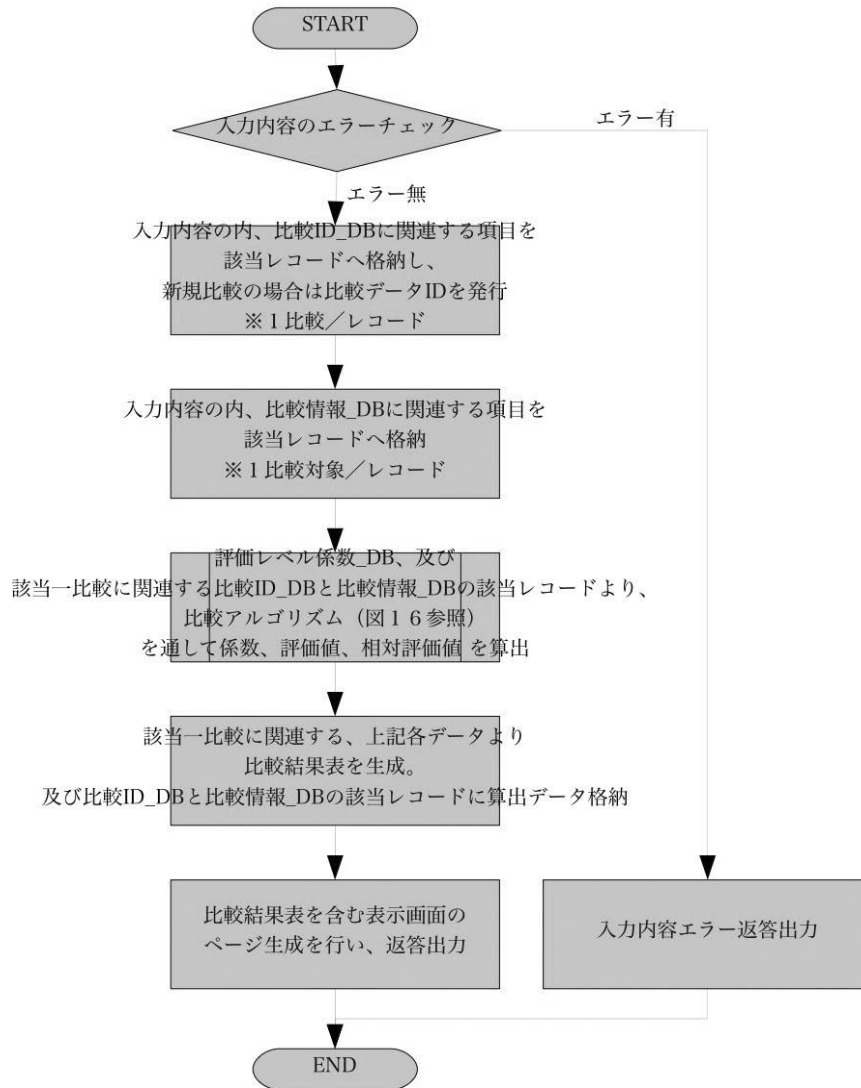 START
入力内容のエラーチェック
エラー有
エラー無
入力内容の内、比較ID_DBに関連する項目を
該当レコードへ格納し、
新規比較の場合は比較データIDを発行
※１比較／レコード
入力内容の内、比較情報_DBに関連する項目を
該当レコードへ格納
※１比較対象／レコード
評価レベル係数_DB、及び
該当一比較に関連する比較ID_DBと比較情報_DBの該当レコードより、
比較アルゴリズム（図１６参照）
を通して係数、評価値、相対評価値 を算出
該当一比較に関連する、上記各データより
比較結果表を生成。
及び比較ID_DBと比較情報_DBの該当レコードに算出データ格納
比較結果表を含む表示画面の
ページ生成を行い、返答出力
入力内容エラー返答出力
END